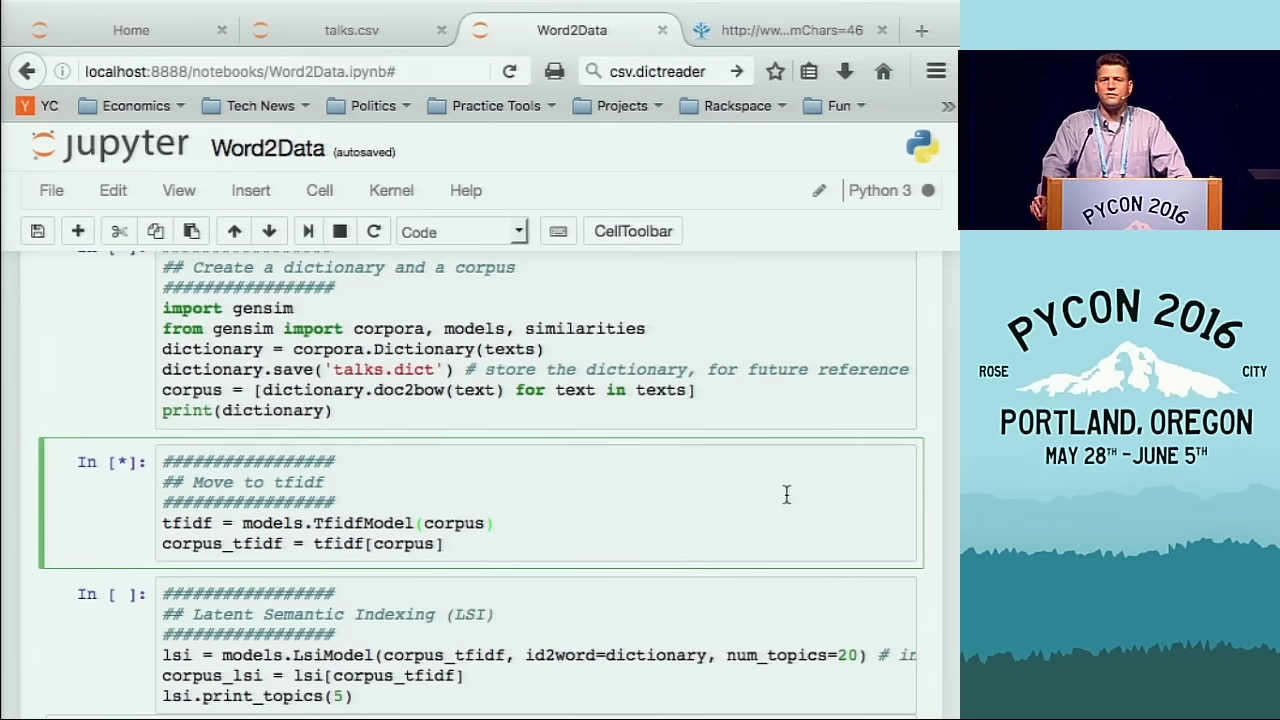 Home
talks.csv
Word2Data
http://ww...mChars=46
localhost:8888/notebooks/Word2Data.ipynb#
csv.dictreader
Y YC
Economics
Tech News
Politics
Practice Tools
Projects
Rackspace
Fun
»
jupyter Word2Data (autosaved)
File Edit View Insert Cell Kernel Help
Python 3
Code
CellToolbar
In [ ]: #################
## Create a dictionary and a corpus
#################
import gensim
from gensim import corpora, models, similarities
dictionary = corpora.Dictionary(texts)
dictionary.save('talks.dict') # store the dictionary, for future reference
corpus = [dictionary.doc2bow(text) for text in texts]
print(dictionary)
In [*]: #################
## Move to tfidf
#################
tfidf = models.TfidfModel(corpus)
corpus_tfidf = tfidf[corpus]
In [ ]: #################
## Latent Semantic Indexing (LSI)
#################
lsi = models.LsiModel(corpus_tfidf, id2word=dictionary, num_topics=20) # in
corpus_lsi = lsi[corpus_tfidf]
lsi.print_topics(5)
PYCON 2016
PYCON 2016
ROSE CITY
PORTLAND, OREGON
MAY 28TH - JUNE 5TH